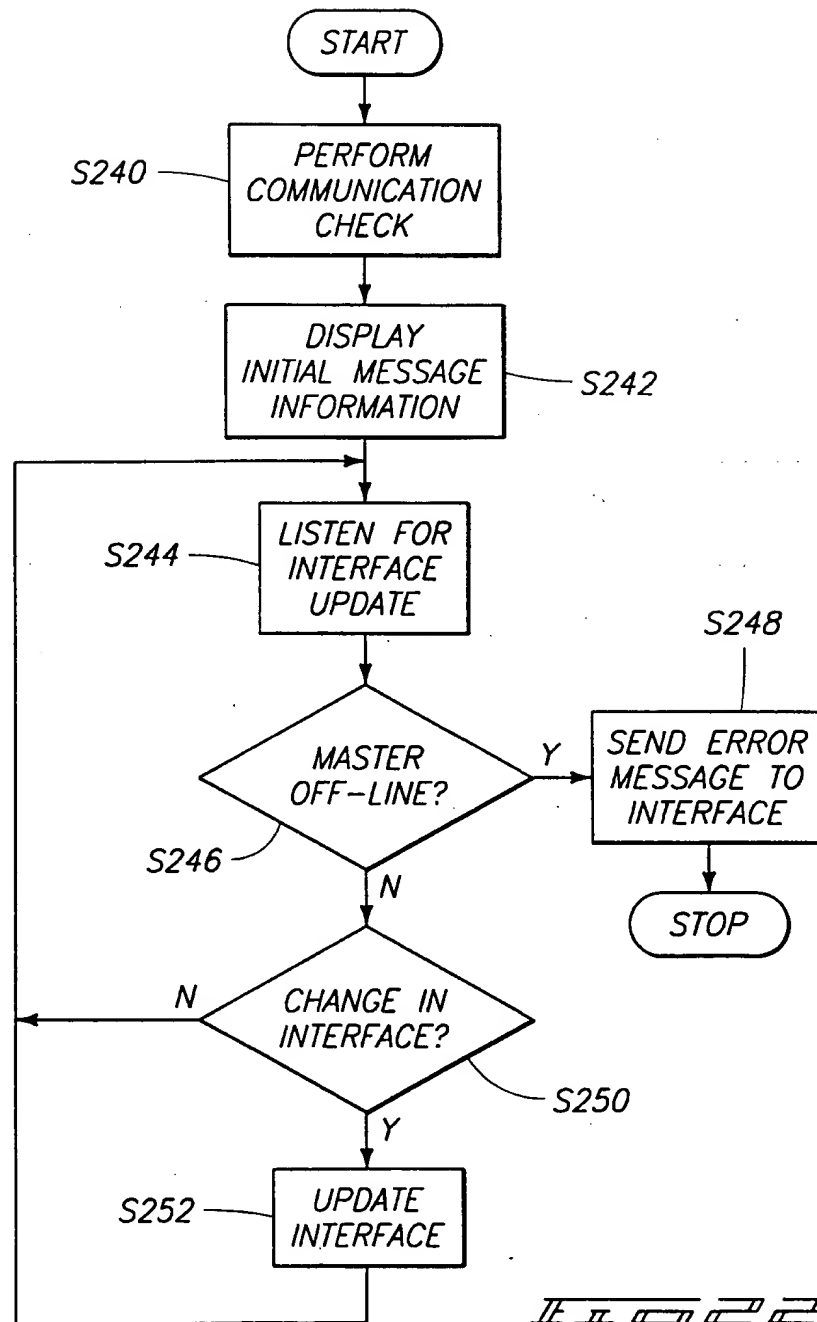 START
S240
PERFORM
COMMUNICATION
CHECK
DISPLAY
INITIAL MESSAGE
INFORMATION
S242
S244
LISTEN FOR
INTERFACE
UPDATE
S248
MASTER
OFF-LINE?
Y
SEND ERROR
MESSAGE TO
INTERFACE
S246
N
STOP
N
CHANGE IN
INTERFACE?
S250
Y
S252
UPDATE
INTERFACE